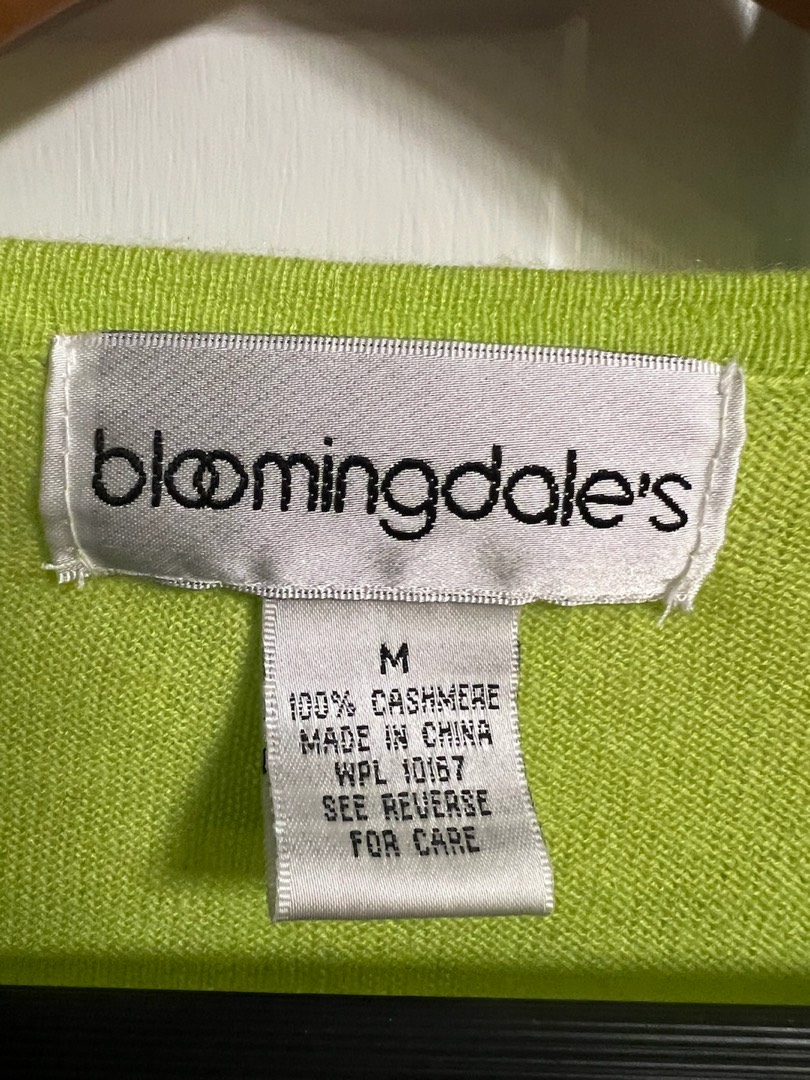 bloomingdale's
M
100% CASHMERE
MADE IN CHINA
WPL 10167
SEE REVERSE
FOR CARE